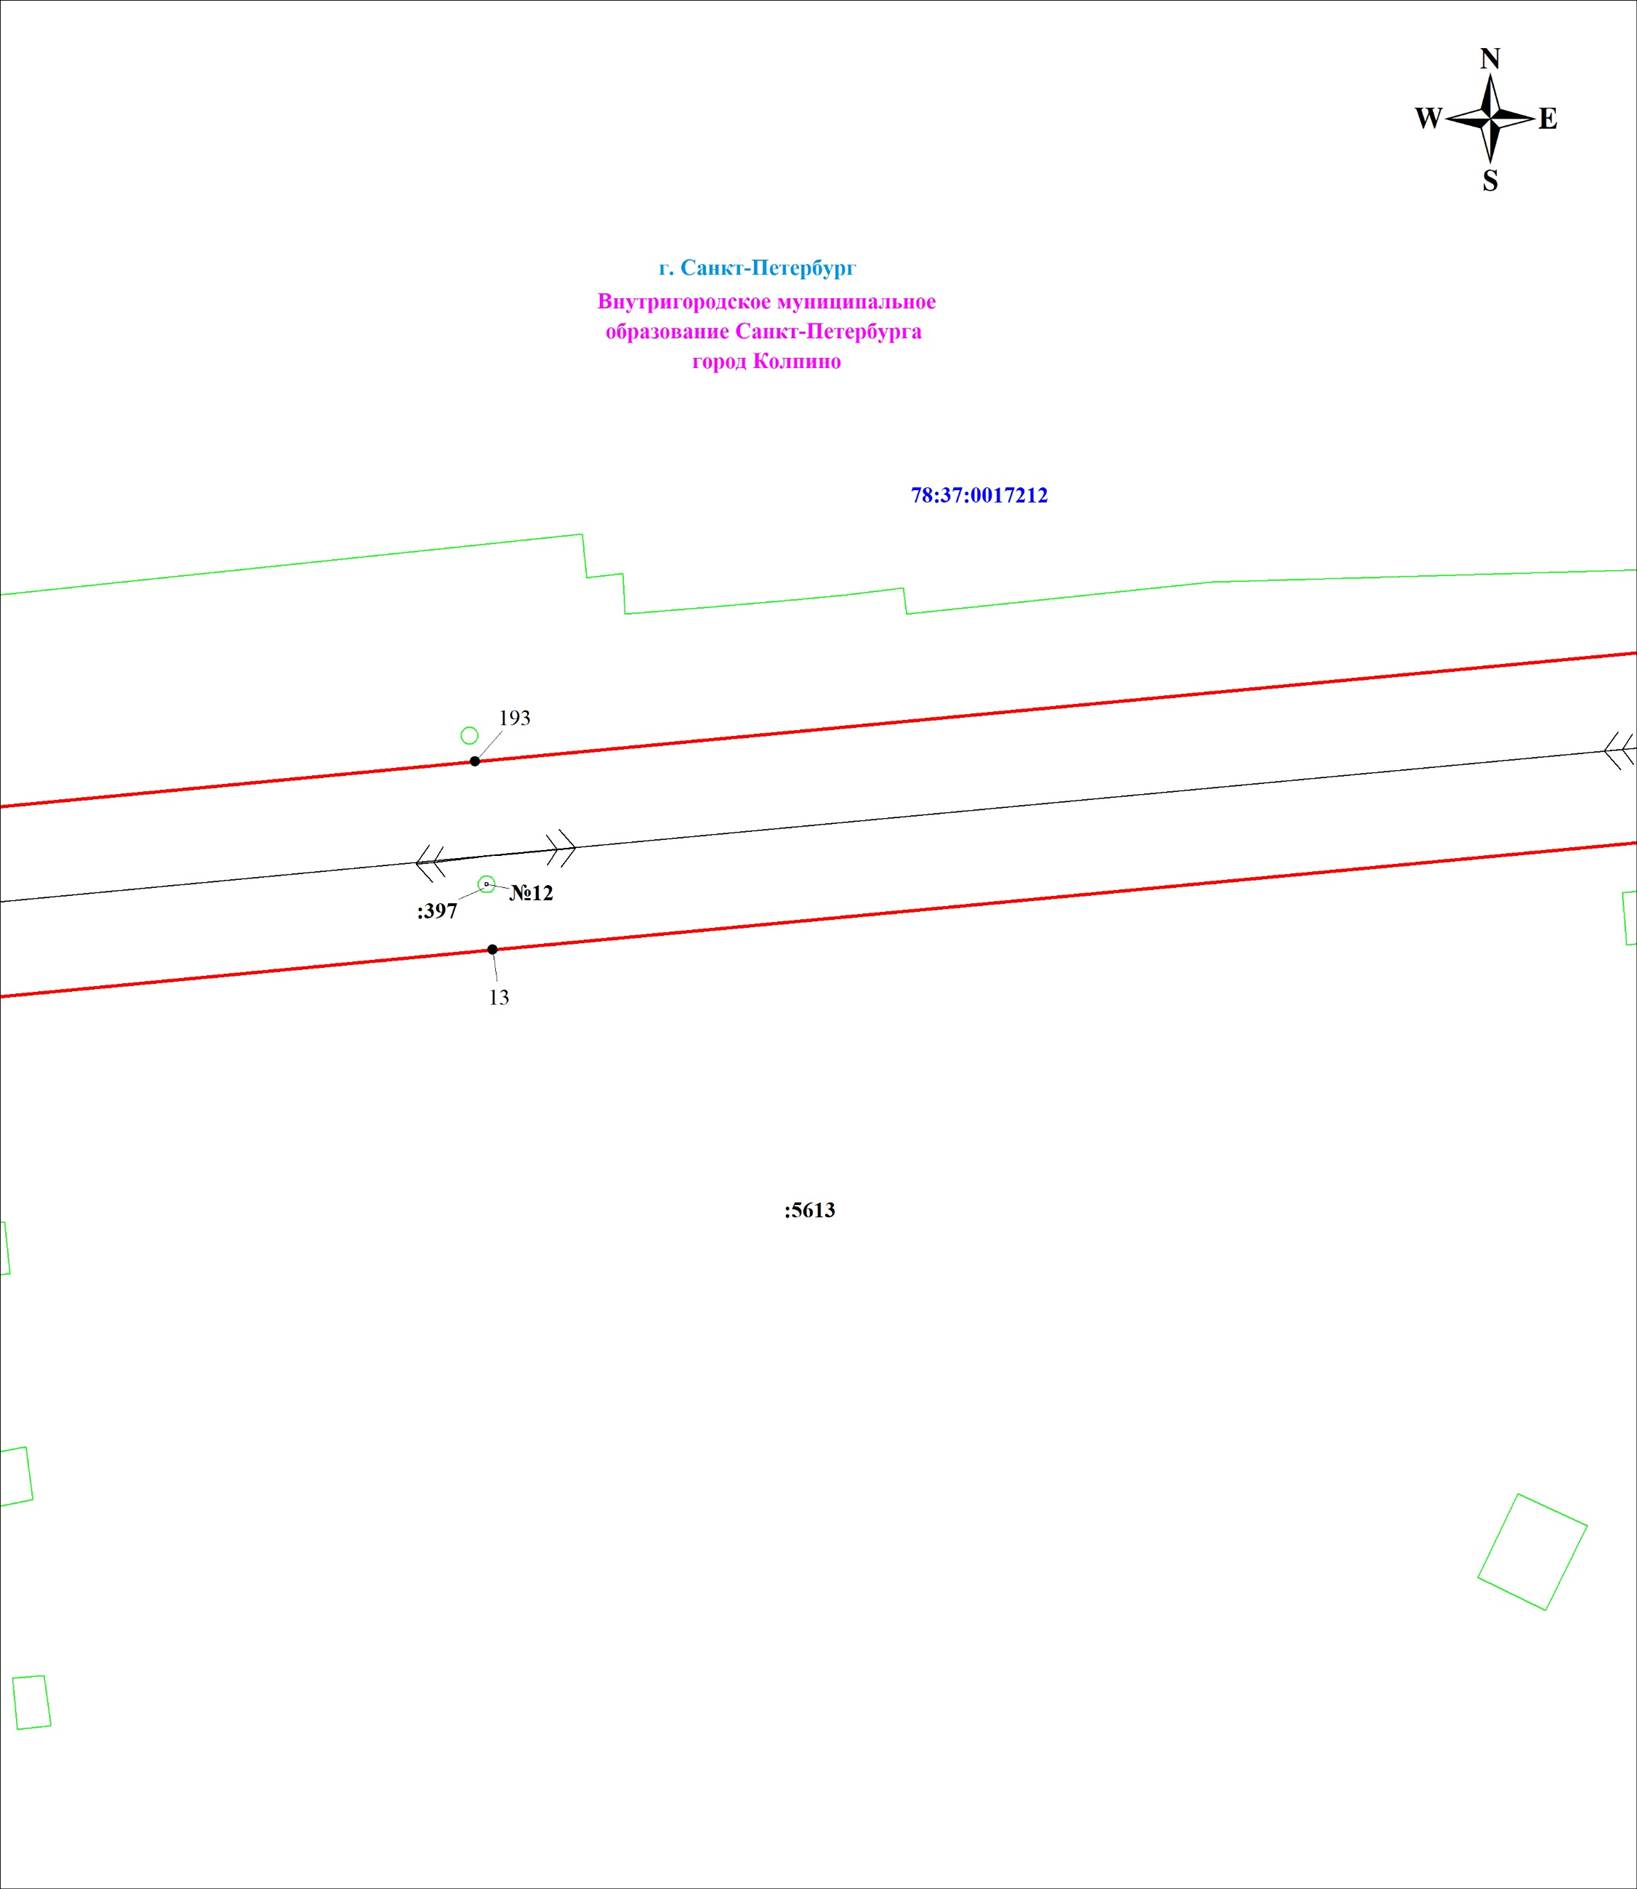 N
W E
S
г. Санкт-Петербург
Внутригородское муниципальное
образование Санкт-Петербурга
город Колпино
78:37:0017212
193
№12
:397
13
:5613